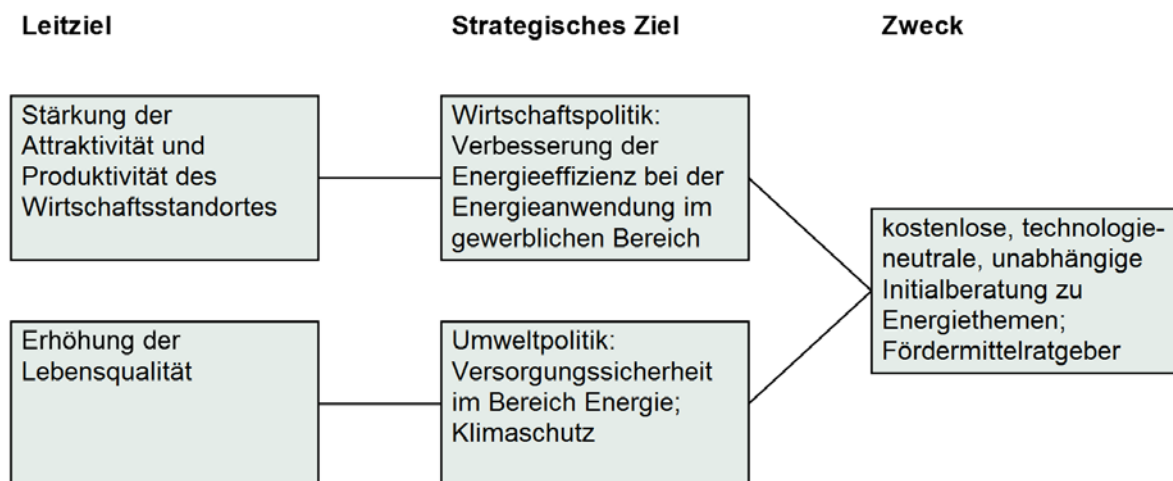 Leitziel
Strategisches Ziel
Zweck
Stärkung der
Attraktivität und
Produktivität des
Wirtschaftsstandortes
Wirtschaftspolitik:
Verbesserung der
Energieeffizienz bei der
Energieanwendung im
gewerblichen Bereich
kostenlose, technologie-
neutrale, unabhängige
Initialberatung zu
Energiethemen;
Fördermittelratgeber
Erhöhung der
Lebensqualität
Umweltpolitik:
Versorgungssicherheit
im Bereich Energie;
Klimaschutz